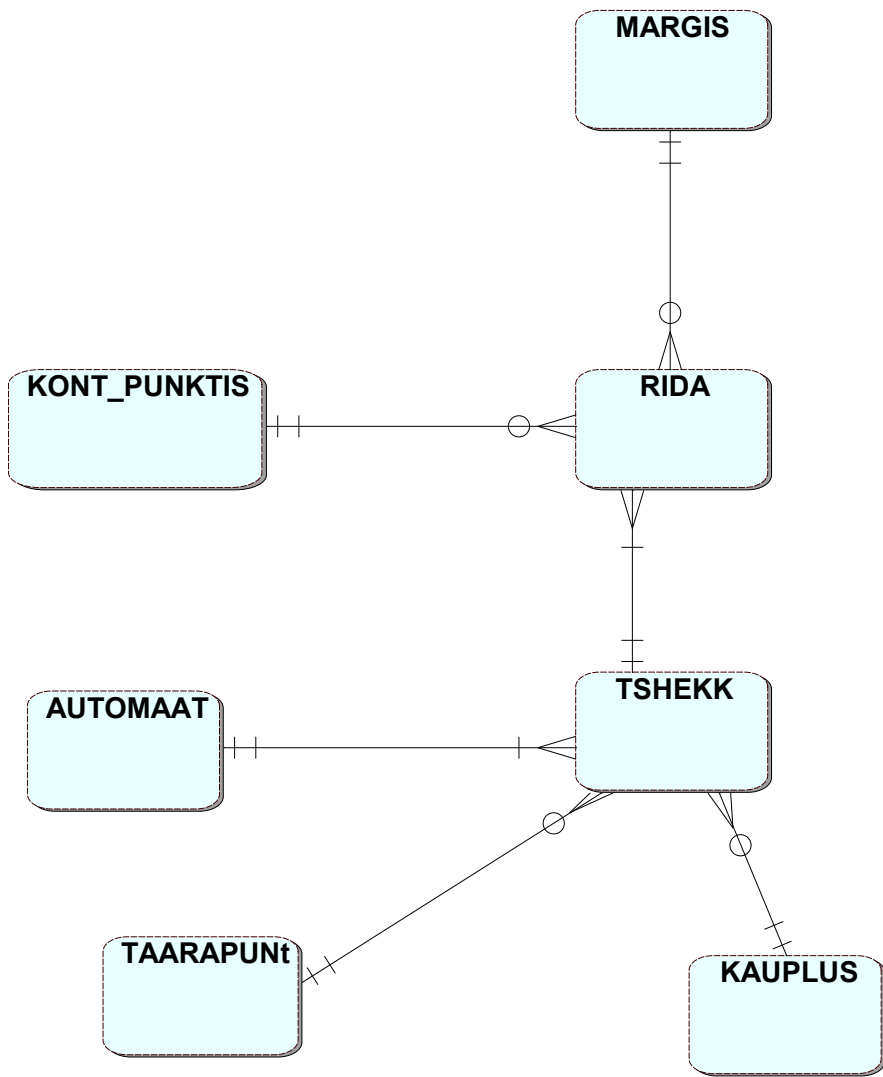 MARGIS
KONT_PUNKTIS
RIDA
AUTOMAAT
TSHEKK
TAARAPUNt
KAUPLUS